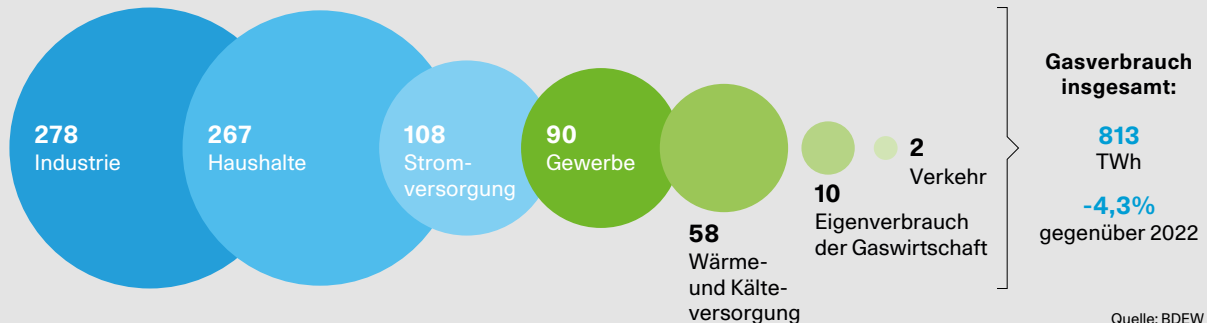 278
Industrie
267
Haushalte
108
Strom-
versorgung
90
Gewerbe
58
Wärme-
und Kälte-
versorgung
10
Eigenverbrauch
der Gaswirtschaft
2
Verkehr
Gasverbrauch
insgesamt:
813
TWh
-4,3%
gegenüber 2022
Quelle: BDEW